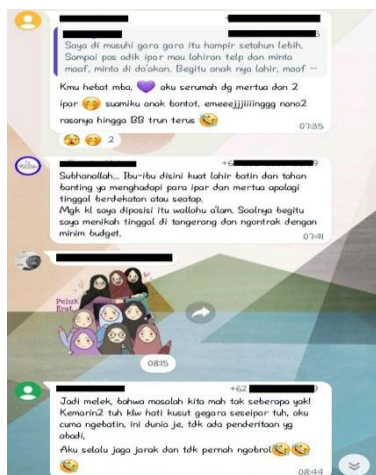 Saya di musuhi gara gara itu hampir setahun lebih.
Sampai pas adik ipar mau lahiran telp dan minta
maaf, minta di do'akan. Begitu anak nya lahir, maaf ...
Kmu hebat mba, 💜 aku serumah dg mertua dan 2
ipar 🤭 suamiku anak bontot, emeeejjjiiiinggg nano2
rasanya hingga BB trun terus 🤣
07:35
2
Subhanallah... Ibu-ibu disini kuat lahir batin dan tahan
banting ya menghadapi para ipar dan mertua apalagi
tinggal berdekatan atau seatap.
Mgk kl saya diposisi itu wallohu a'lam. Soalnya begitu
saya menikah tinggal di tangerang dan ngontrak dengan
minim budget.
07:41
Peluk
Erat
08:15
+62
Jadi melek, bahwa masalah kita mah tak seberapa yak!
Kemarin2 tuh klw hati kusut gegara seseipar tuh, aku
cuma ngebatin, ini dunia je, tdk ada penderitaan yg
abadi,
Aku selalu jaga jarak dan tdk pernah ngobrol🤣🤣
🤣
08:44